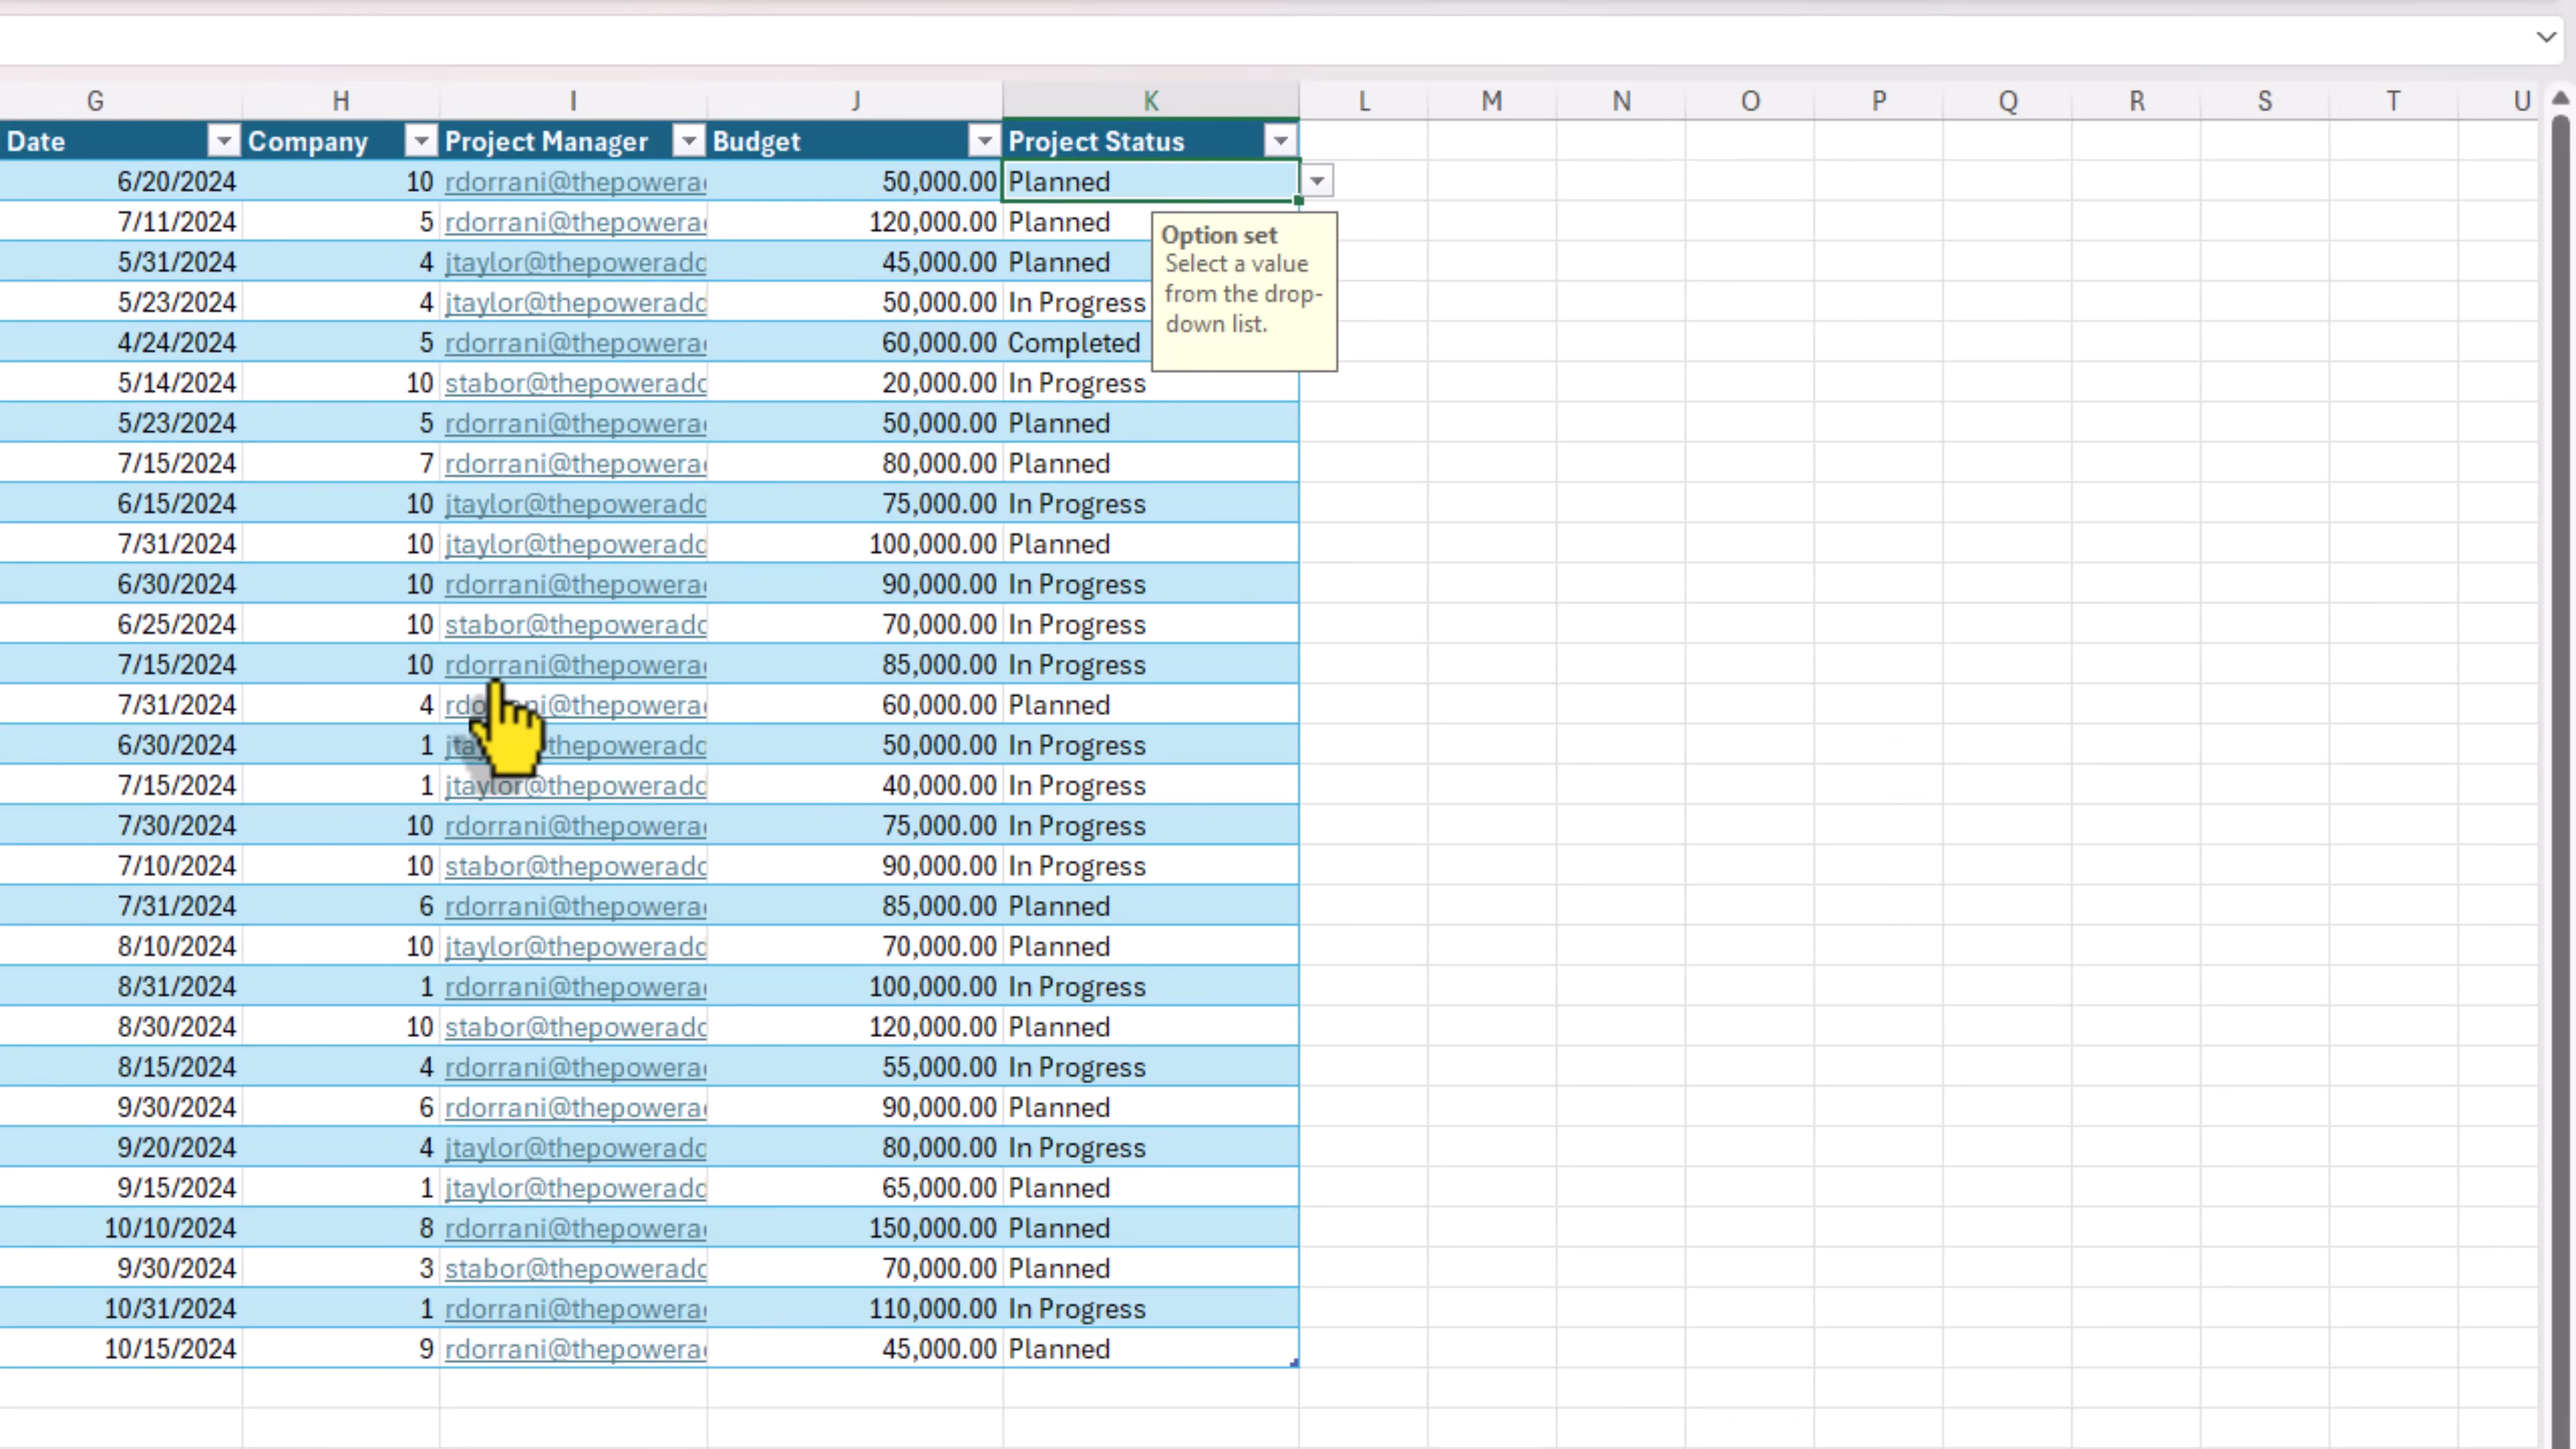 G H I J K L M N O P Q R S T U
Date Company Project Manager Budget Project Status
6/20/2024 10 rdorrani@thepowera 50,000.00 Planned
7/11/2024 5 rdorrani@thepowera 120,000.00 Planned
Option set
Select a value
from the drop-
down list.
5/31/2024 4 jtaylor@thepoweradd 45,000.00 Planned
5/23/2024 4 jtaylor@thepoweradd 50,000.00 In Progress
4/24/2024 5 rdorrani@thepowera 60,000.00 Completed
5/14/2024 10 stabor@thepoweradd 20,000.00 In Progress
5/23/2024 5 rdorrani@thepowera 50,000.00 Planned
7/15/2024 7 rdorrani@thepowera 80,000.00 Planned
6/15/2024 10 jtaylor@thepoweradd 75,000.00 In Progress
7/31/2024 10 jtaylor@thepoweradd 100,000.00 Planned
6/30/2024 10 rdorrani@thepowera 90,000.00 In Progress
6/25/2024 10 stabor@thepoweradd 70,000.00 In Progress
7/15/2024 10 rdorrani@thepowera 85,000.00 In Progress
7/31/2024 4 60,000.00 Planned
6/30/2024 1 50,000.00 In Progress
7/15/2024 1 jtaylor@thepoweradd 40,000.00 In Progress
7/30/2024 10 rdorrani@thepowera 75,000.00 In Progress
7/10/2024 10 stabor@thepoweradd 90,000.00 In Progress
7/31/2024 6 rdorrani@thepowera 85,000.00 Planned
8/10/2024 10 jtaylor@thepoweradd 70,000.00 Planned
8/31/2024 1 rdorrani@thepowera 100,000.00 In Progress
8/30/2024 10 stabor@thepoweradd 120,000.00 Planned
8/15/2024 4 rdorrani@thepowera 55,000.00 In Progress
9/30/2024 6 rdorrani@thepowera 90,000.00 Planned
9/20/2024 4 jtaylor@thepoweradd 80,000.00 In Progress
9/15/2024 1 jtaylor@thepoweradd 65,000.00 Planned
10/10/2024 8 rdorrani@thepowera 150,000.00 Planned
9/30/2024 3 stabor@thepoweradd 70,000.00 Planned
10/31/2024 1 rdorrani@thepowera 110,000.00 In Progress
10/15/2024 9 rdorrani@thepowera 45,000.00 Planned